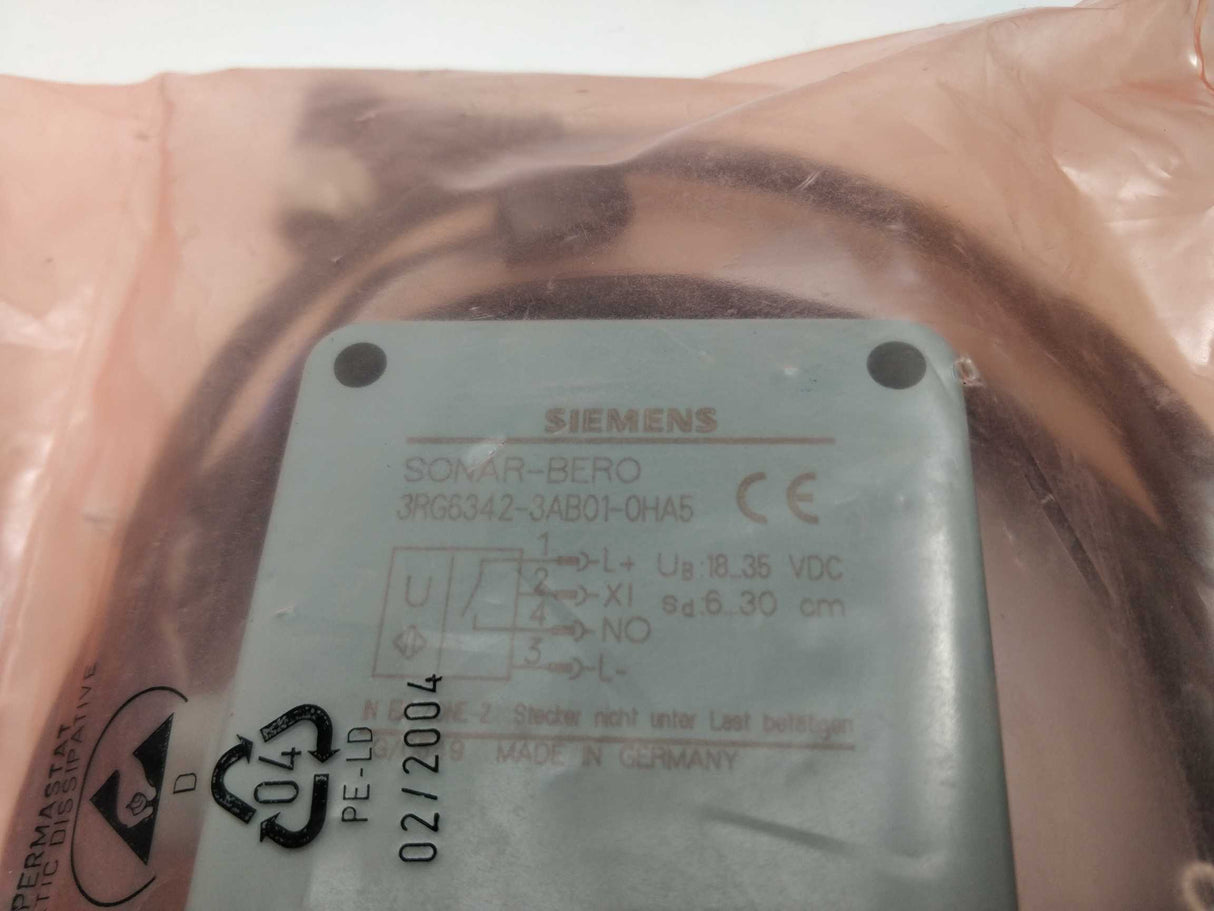 SIEMENS
SONAR-BERO
3RG6342-3AB01-0HA5 CE
1 L+ UB:18..35 VDC
2 XI sd:6..30 cm
4 NO
3 L-
U
Stecker nicht unter Last betätigen
MADE IN GERMANY
PERMASTAT
DISSIPATIVE
D
04
PE-LD
02/2004